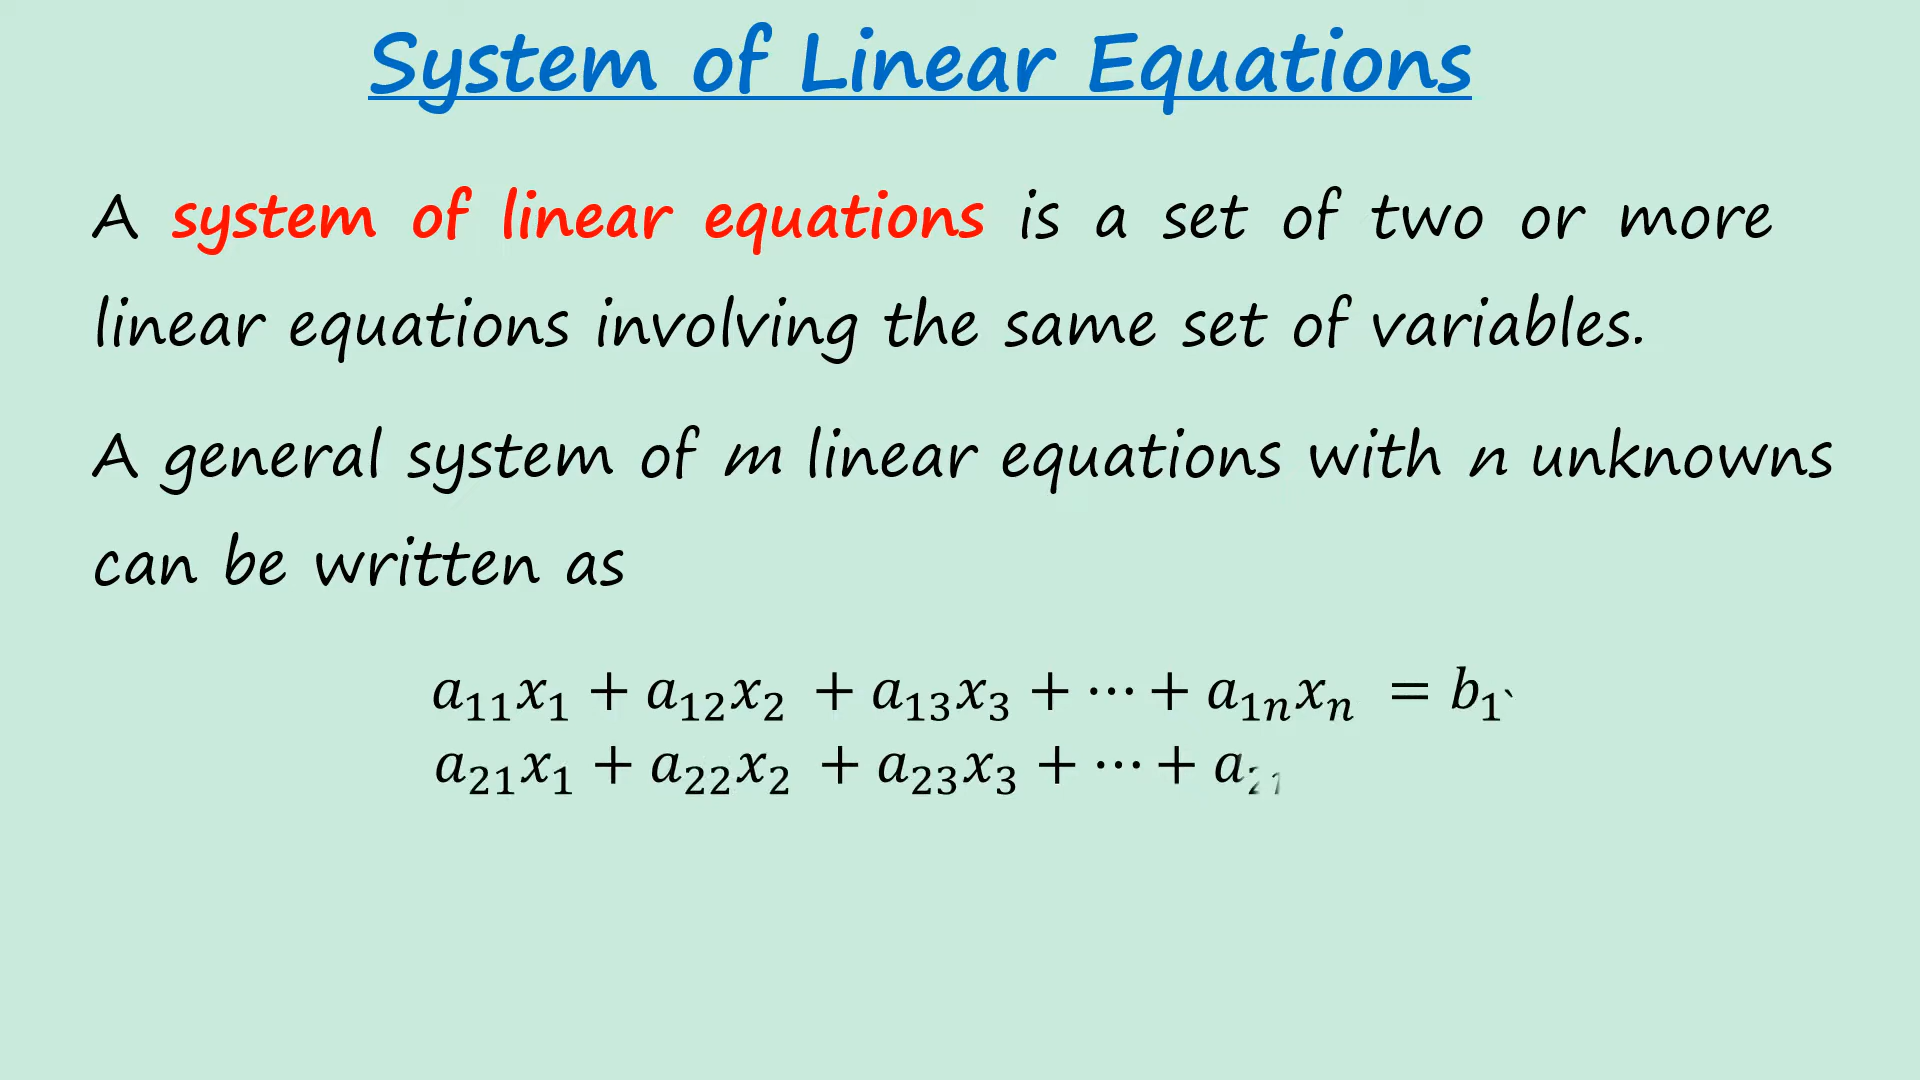 System of Linear Equations
A system of linear equations is a set of two or more
linear equations involving the same set of variables.
A general system of m linear equations with n unknowns
can be written as
a₁₁x₁ + a₁₂x₂ + a₁₃x₃ + ⋯ + a₁ₙxₙ = b₁`
a₂₁x₁ + a₂₂x₂ + a₂₃x₃ + ⋯ + a